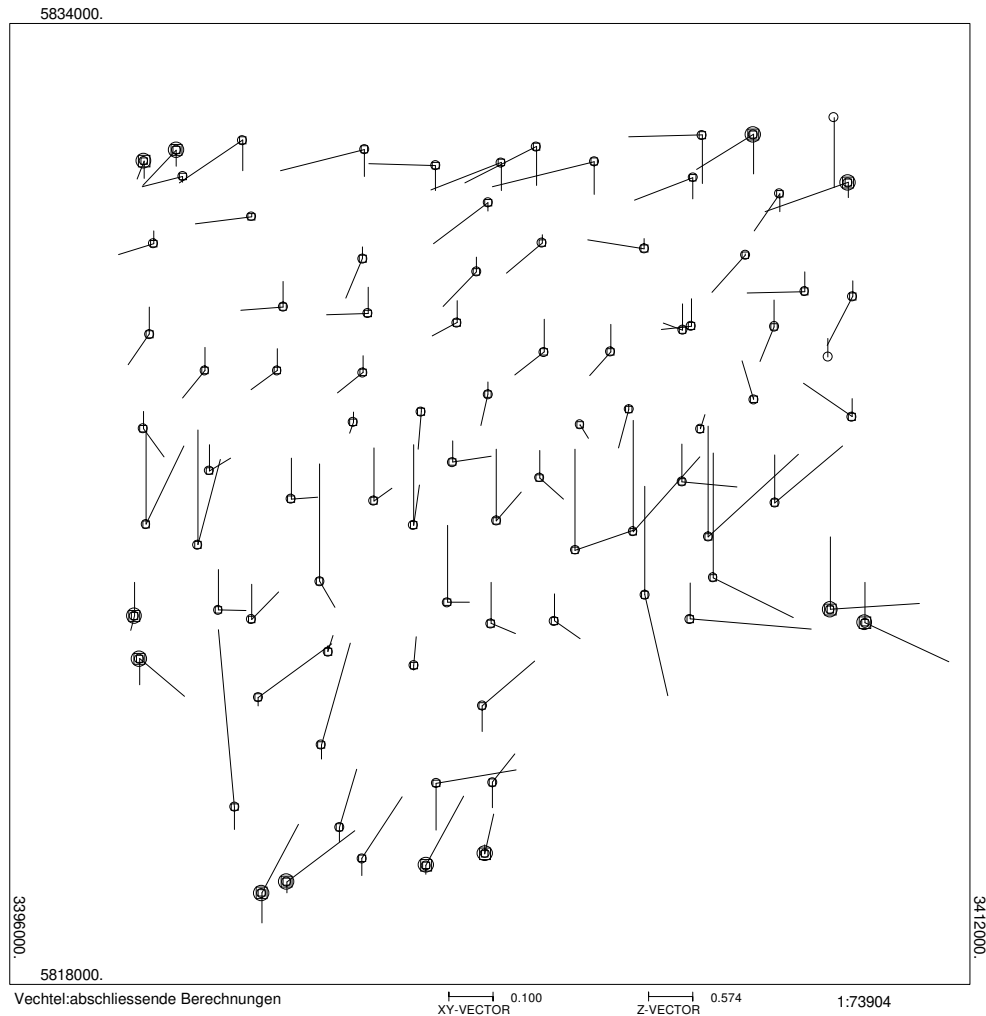 5834000.
3396000.
3412000.
5818000.
Vechtel:abschliessende Berechnungen
0.100
XY-VECTOR
0.574
Z-VECTOR
1:73904